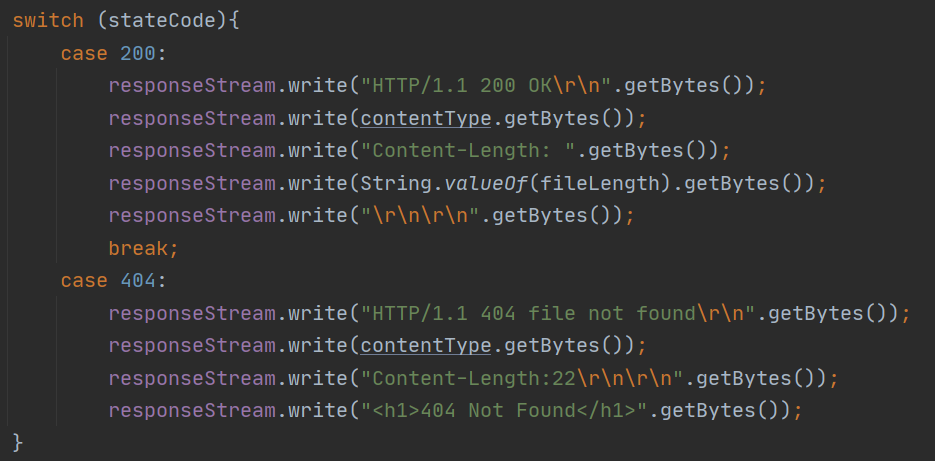 switch (stateCode){
    case 200:
        responseStream.write("HTTP/1.1 200 OK\r\n".getBytes());
        responseStream.write(contentType.getBytes());
        responseStream.write("Content-Length: ".getBytes());
        responseStream.write(String.valueOf(fileLength).getBytes());
        responseStream.write("\r\n\r\n".getBytes());
        break;
    case 404:
        responseStream.write("HTTP/1.1 404 file not found\r\n".getBytes());
        responseStream.write(contentType.getBytes());
        responseStream.write("Content-Length:22\r\n\r\n".getBytes());
        responseStream.write("<h1>404 Not Found</h1>".getBytes());
}